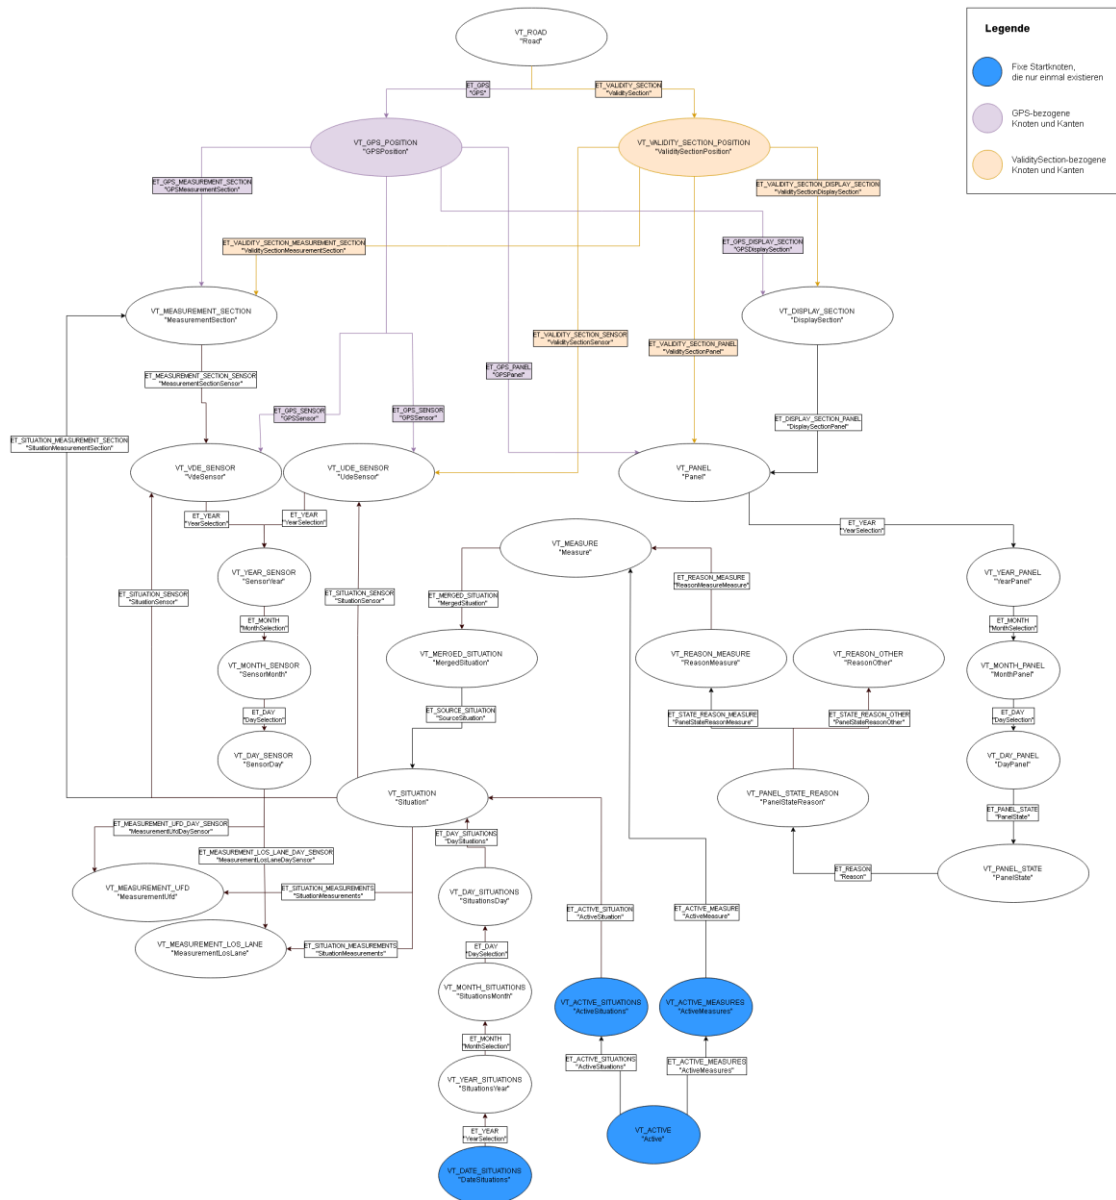 VT_ROAD
"Road"
Legende
Fixe Startknoten,
die nur einmal existieren
GPS-bezogene
Knoten und Kanten
ValiditySection-bezogene
Knoten und Kanten
ET_GPS
"GPS"
ET_VALIDITY_SECTION
"ValiditySection"
VT_GPS_POSITION
"GPSPosition"
VT_VALIDITY_SECTION_POSITION
"ValiditySectionPosition"
ET_GPS_MEASUREMENT_SECTION
"GPSMeasurementSection"
ET_VALIDITY_SECTION_DISPLAY_SECTION
"ValiditySectionDisplaySection"
ET_VALIDITY_SECTION_MEASUREMENT_SECTION
"ValiditySectionMeasurementSection"
ET_GPS_DISPLAY_SECTION
"GPSDisplaySection"
VT_MEASUREMENT_SECTION
"MeasurementSection"
VT_DISPLAY_SECTION
"DisplaySection"
ET_VALIDITY_SECTION_SENSOR
"ValiditySectionSensor"
ET_VALIDITY_SECTION_PANEL
"ValiditySectionPanel"
ET_GPS_PANEL
"GPSPanel"
ET_MEASUREMENT_SECTION_SENSOR
"MeasurementSectionSensor"
ET_GPS_SENSOR
"GPSSensor"
ET_GPS_SENSOR
"GPSSensor"
ET_DISPLAY_SECTION_PANEL
"DisplaySectionPanel"
ET_SITUATION_MEASUREMENT_SECTION
"SituationMeasurementSection"
VT_VDE_SENSOR
"VdeSensor"
VT_UDE_SENSOR
"UdeSensor"
VT_PANEL
"Panel"
ET_YEAR
"YearSelection"
ET_YEAR
"YearSelection"
ET_YEAR
"YearSelection"
VT_MEASURE
"Measure"
VT_YEAR_SENSOR
"SensorYear"
VT_YEAR_PANEL
"YearPanel"
ET_SITUATION_SENSOR
"SituationSensor"
ET_SITUATION_SENSOR
"SituationSensor"
ET_MERGED_SITUATION
"MergedSituation"
ET_REASON_MEASURE
"ReasonMeasureMeasure"
ET_MONTH
"MonthSelection"
ET_MONTH
"MonthSelection"
VT_MONTH_SENSOR
"SensorMonth"
VT_MERGED_SITUATION
"MergedSituation"
VT_REASON_MEASURE
"ReasonMeasure"
VT_REASON_OTHER
"ReasonOther"
VT_MONTH_PANEL
"MonthPanel"
ET_DAY
"DaySelection"
ET_SOURCE_SITUATION
"SourceSituation"
ET_STATE_REASON_MEASURE
"PanelStateReasonMeasure"
ET_STATE_REASON_OTHER
"PanelStateReasonOther"
ET_DAY
"DaySelection"
VT_DAY_SENSOR
"SensorDay"
VT_DAY_PANEL
"DayPanel"
VT_SITUATION
"Situation"
VT_PANEL_STATE_REASON
"PanelStateReason"
ET_PANEL_STATE
"PanelState"
ET_MEASUREMENT_UFD_DAY_SENSOR
"MeasurementUfdDaySensor"
ET_DAY_SITUATIONS
"DaySituations"
ET_MEASUREMENT_LOS_LANE_DAY_SENSOR
"MeasurementLosLaneDaySensor"
ET_REASON
"Reason"
VT_PANEL_STATE
"PanelState"
VT_MEASUREMENT_UFD
"MeasurementUfd"
ET_SITUATION_MEASUREMENTS
"SituationMeasurements"
VT_DAY_SITUATIONS
"SituationsDay"
ET_ACTIVE_SITUATION
"ActiveSituation"
ET_ACTIVE_MEASURE
"ActiveMeasure"
VT_MEASUREMENT_LOS_LANE
"MeasurementLosLane"
ET_SITUATION_MEASUREMENTS
"SituationMeasurements"
ET_DAY
"DaySelection"
VT_MONTH_SITUATIONS
"SituationsMonth"
VT_ACTIVE_SITUATIONS
"ActiveSituations"
VT_ACTIVE_MEASURES
"ActiveMeasures"
ET_MONTH
"MonthSelection"
ET_ACTIVE_SITUATIONS
"ActiveSituations"
ET_ACTIVE_MEASURES
"ActiveMeasures"
VT_YEAR_SITUATIONS
"SituationsYear"
VT_ACTIVE
"Active"
ET_YEAR
"YearSelection"
VT_DATE_SITUATIONS
"DateSituations"